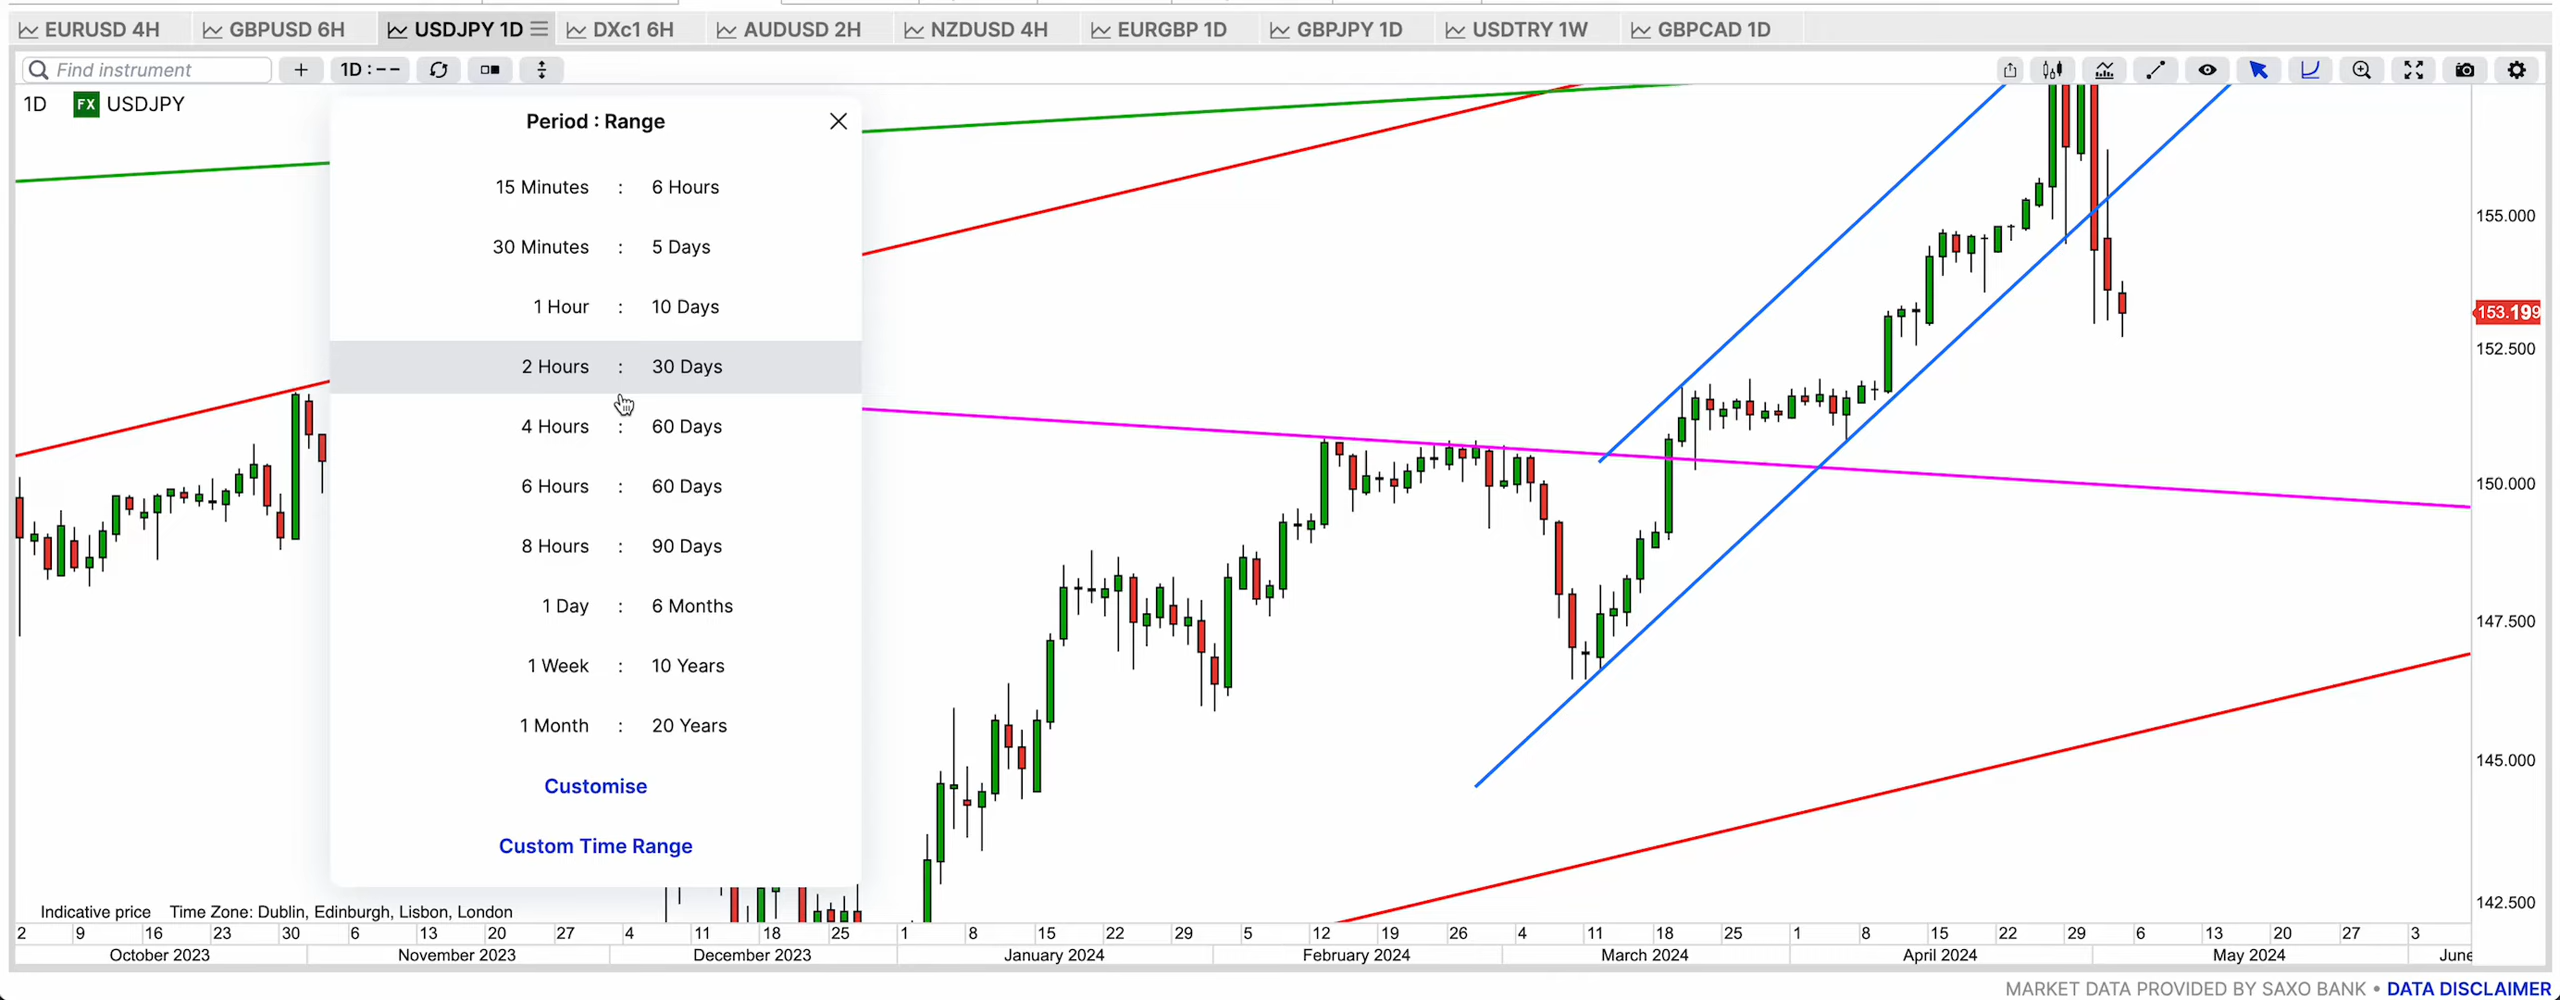 EURUSD 4H GBPUSD 6H USDJPY 1D DXc1 6H AUDUSD 2H NZDUSD 4H EURGBP 1D GBPJPY 1D USDTRY 1W GBPCAD 1D
Find instrument + 1D : --
1D FX USDJPY
Period : Range
15 Minutes : 6 Hours
30 Minutes : 5 Days
1 Hour : 10 Days
2 Hours : 30 Days
4 Hours : 60 Days
6 Hours : 60 Days
8 Hours : 90 Days
1 Day : 6 Months
1 Week : 10 Years
1 Month : 20 Years
Customise
Custom Time Range
155.000
153.199
152.500
150.000
147.500
145.000
142.500
Indicative price Time Zone: Dublin, Edinburgh, Lisbon, London
2 9 16 23 30 6 13 20 27 4 11 18 25 1 8 15 22 29 5 12 19 26 4 11 18 25 1 8 15 22 29 6 13 20 27 3
October 2023 November 2023 December 2023 January 2024 February 2024 March 2024 April 2024 May 2024 June
MARKET DATA PROVIDED BY SAXO BANK • DATA DISCLAIMER